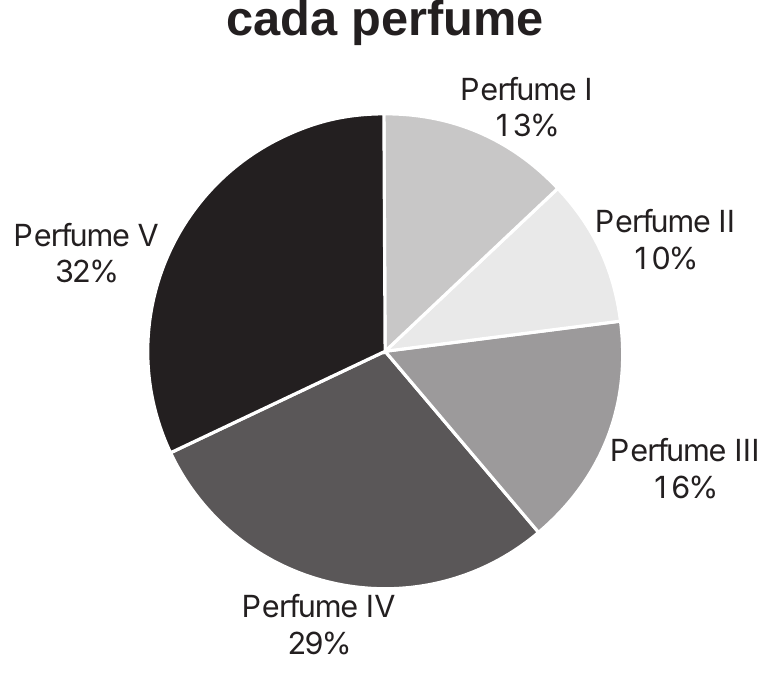 cada perfume
Perfume I
13%
Perfume II
10%
Perfume V
32%
Perfume III
16%
Perfume IV
29%